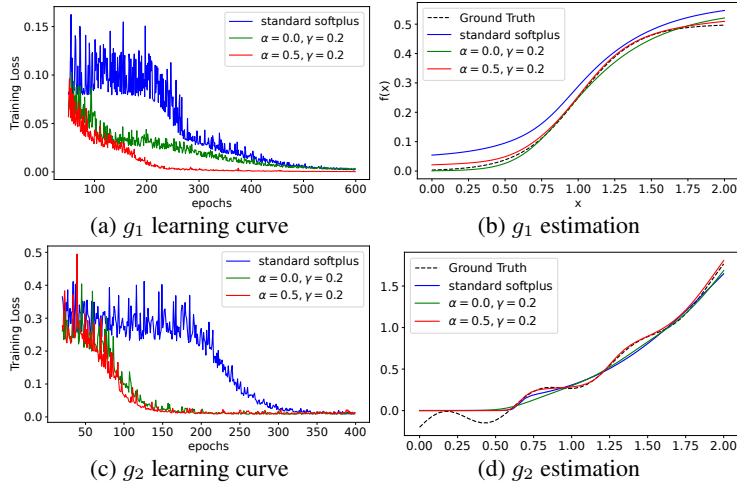 standard softplus
α = 0.0, γ = 0.2
α = 0.5, γ = 0.2
Training Loss
0.15
0.10
0.05
0.00
100 200 300 400 500 600
epochs
(a) g₁ learning curve
Ground Truth
standard softplus
α = 0.0, γ = 0.2
α = 0.5, γ = 0.2
f(x)
0.5
0.4
0.3
0.2
0.1
0.0
0.00 0.25 0.50 0.75 1.00 1.25 1.50 1.75 2.00
x
(b) g₁ estimation
standard softplus
α = 0.0, γ = 0.2
α = 0.5, γ = 0.2
Training Loss
0.5
0.4
0.3
0.2
0.1
0.0
50 100 150 200 250 300 350 400
epochs
(c) g₂ learning curve
Ground Truth
standard softplus
α = 0.0, γ = 0.2
α = 0.5, γ = 0.2
1.5
1.0
0.5
0.0
0.00 0.25 0.50 0.75 1.00 1.25 1.50 1.75 2.00
(d) g₂ estimation